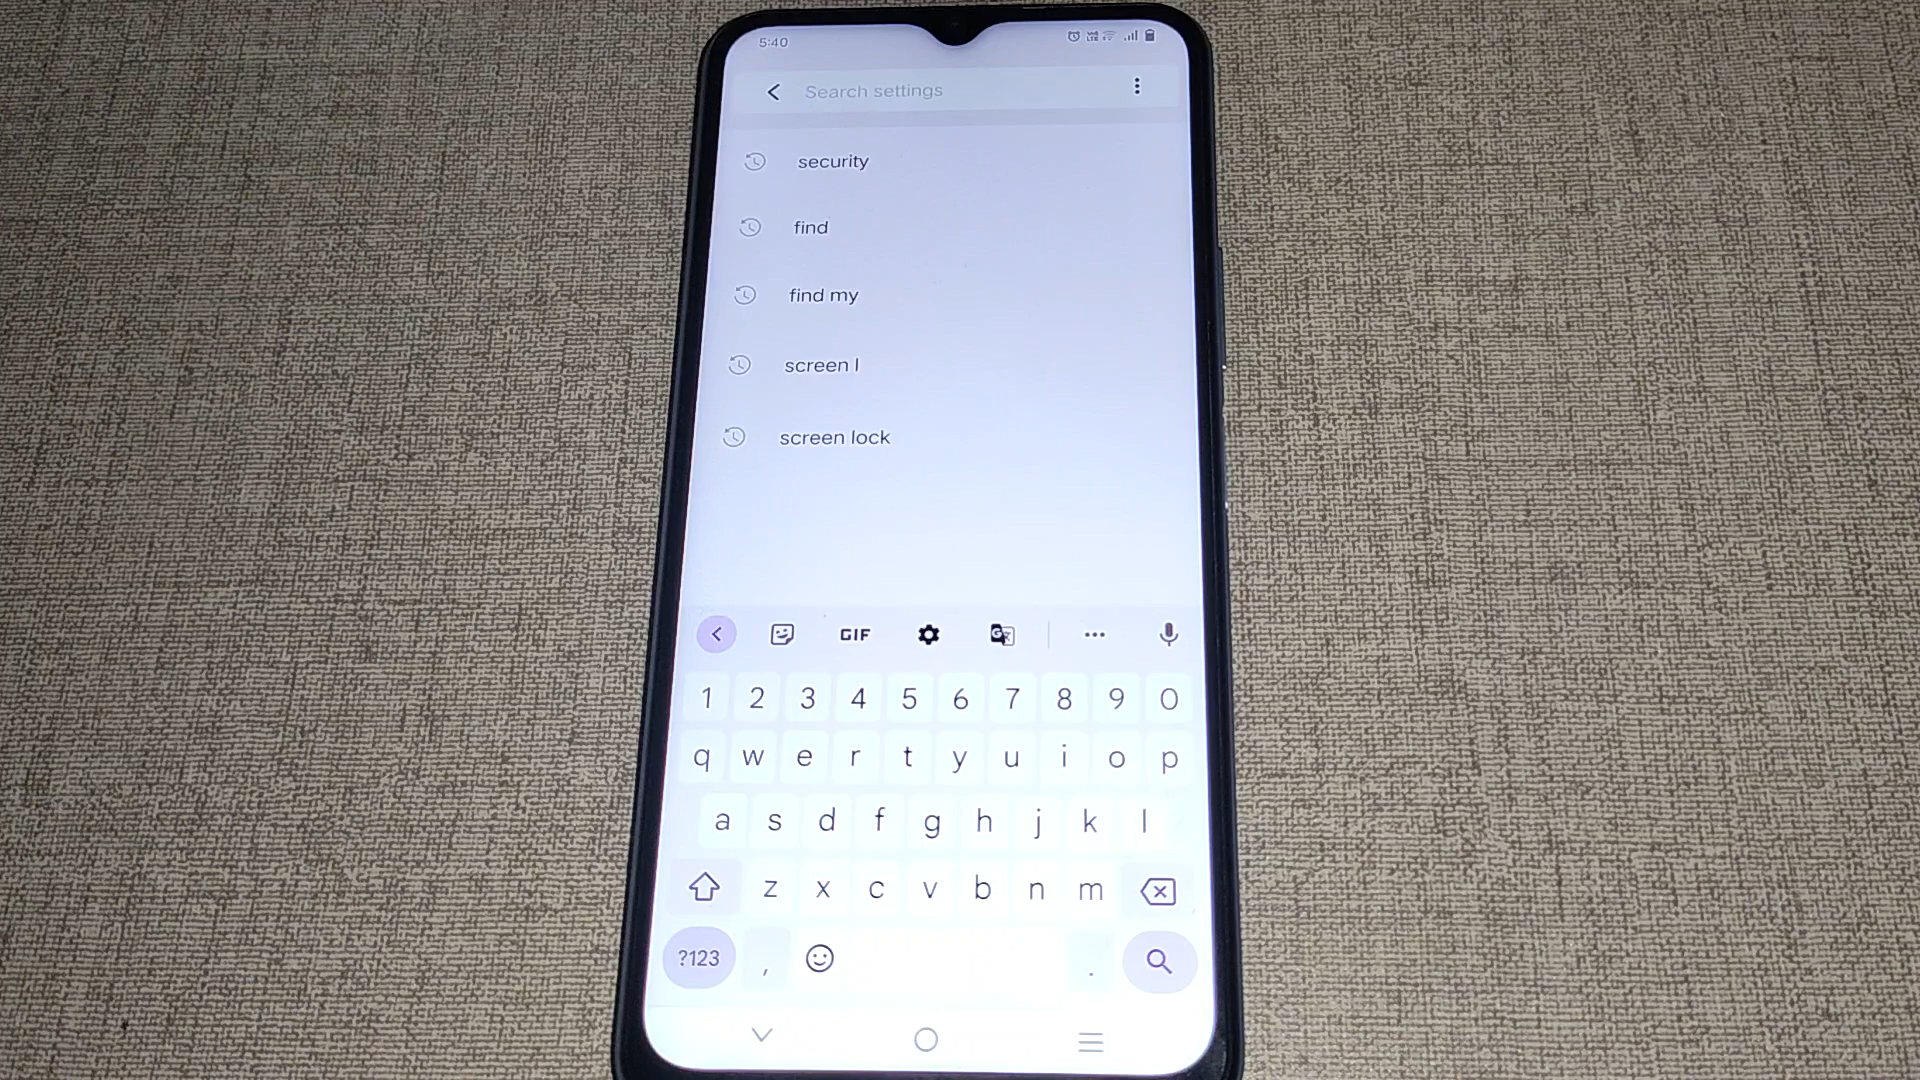 5:40
Search settings
security
find
find my
screen l
screen lock
GIF
1 2 3 4 5 6 7 8 9 0
q w e r t y u i o p
a s d f g h j k l
z x c v b n m
?123 , .